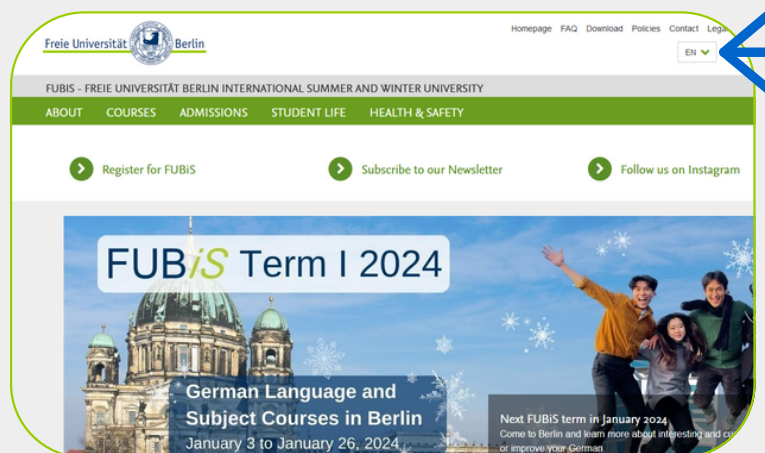 Homepage FAQ Download Policies Contact
Freie Universität Berlin
EN
FUBIS - FREIE UNIVERSITÄT BERLIN INTERNATIONAL SUMMER AND WINTER UNIVERSITY
ABOUT COURSES ADMISSIONS STUDENT LIFE HEALTH & SAFETY
Register for FUBiS Subscribe to our Newsletter Follow us on Instagram
FUBiS Term I 2024
German Language and
Subject Courses in Berlin
January 3 to January 26, 2024
Next FUBiS term in January 2024
Come to Berlin and learn more about interesting and
or improve your German